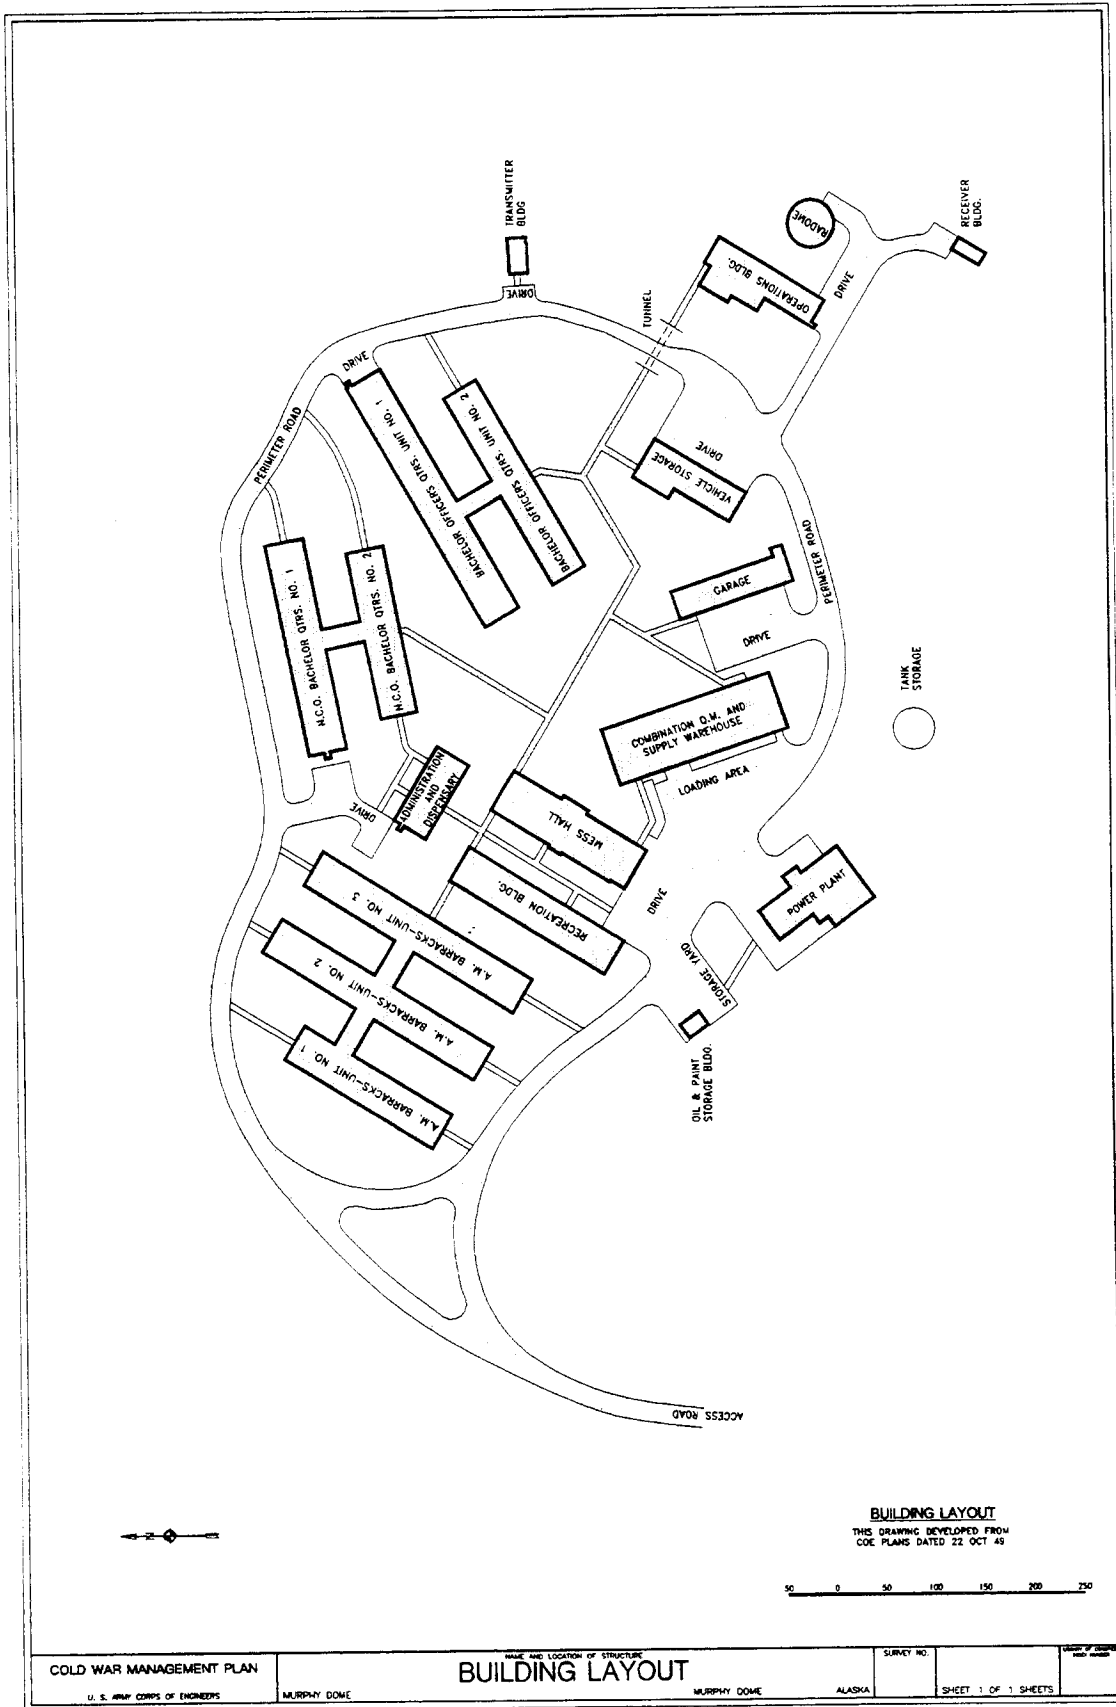 TRANSMITTER
BLDG
RADOME
RECEIVER
BLDG.
OPERATIONS BLDG.
DRIVE
DRIVE
TUNNEL
DRIVE
PERIMETER ROAD
BACHELOR OFFICERS QTRS. UNIT NO. 1
BACHELOR OFFICERS QTRS. UNIT NO. 2
DRIVE
VEHICLE STORAGE
N.C.O. BACHELOR QTRS. NO. 1
N.C.O. BACHELOR QTRS. NO. 2
GARAGE
PERIMETER ROAD
DRIVE
TANK
STORAGE
COMBINATION Q.M. AND
SUPPLY WAREHOUSE
LOADING AREA
ADMINISTRATION
AND
DISPENSARY
DRIVE
MESS HALL
RECREATION BLDG.
DRIVE
POWER PLANT
A.M. BARRACKS-UNIT NO. 3
A.M. BARRACKS-UNIT NO. 2
A.M. BARRACKS-UNIT NO. 1
STORAGE YARD
OIL & PAINT
STORAGE BLDG.
ACCESS ROAD
N
BUILDING LAYOUT
THIS DRAWING DEVELOPED FROM
COE PLANS DATED 22 OCT 49
50 0 50 100 150 200 250
COLD WAR MANAGEMENT PLAN
U. S. ARMY CORPS OF ENGINEERS
NAME AND LOCATION OF STRUCTURE
BUILDING LAYOUT
MURPHY DOME MURPHY DOME ALASKA
SURVEY NO.
SHEET 1 OF 1 SHEETS